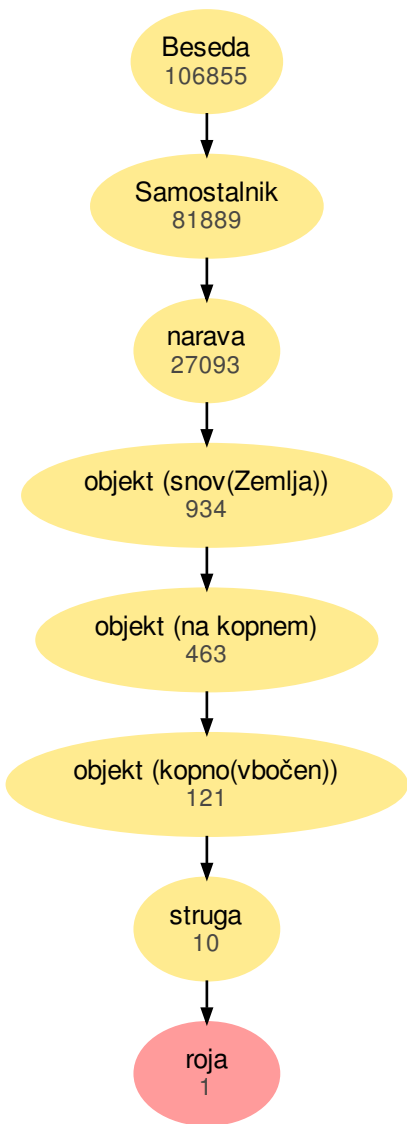 Beseda
106855
Samostalnik
81889
narava
27093
objekt (snov(Zemlja))
934
objekt (na kopnem)
463
objekt (kopno(vbočen))
121
struga
10
roja
1